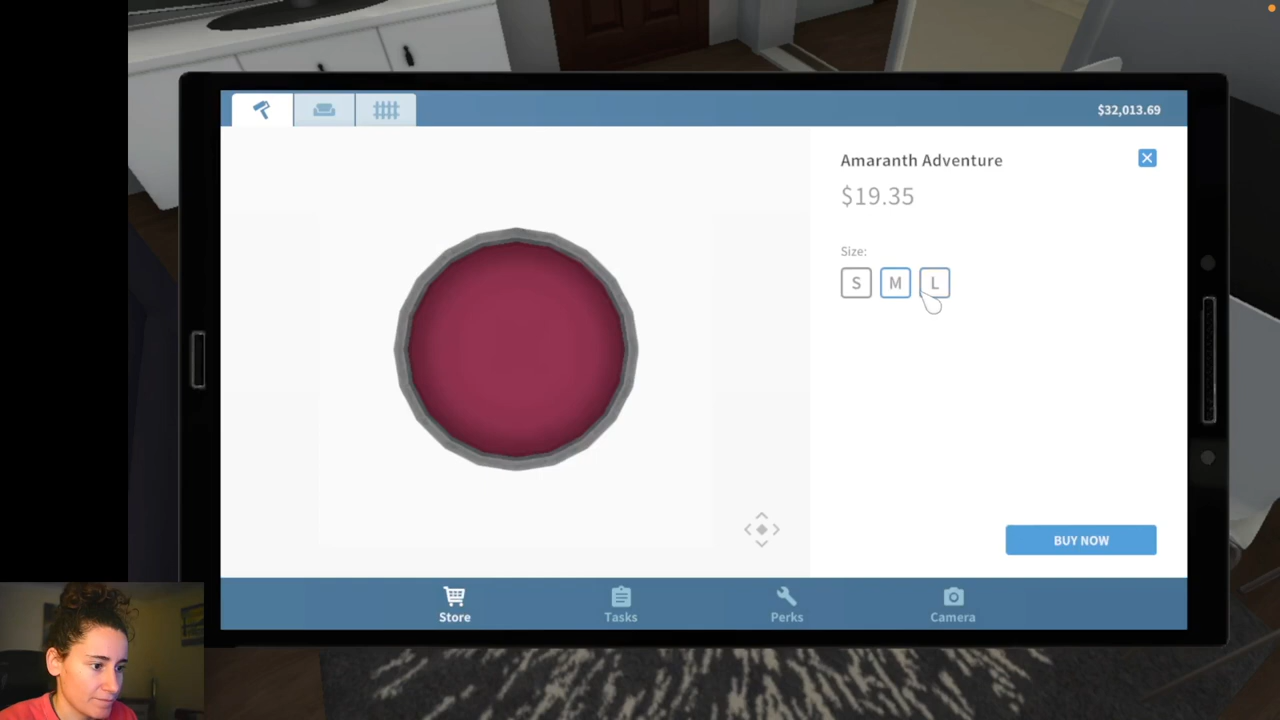 $32,013.69
Amaranth Adventure
$19.35
Size:
S M L
BUY NOW
Store Tasks Perks Camera